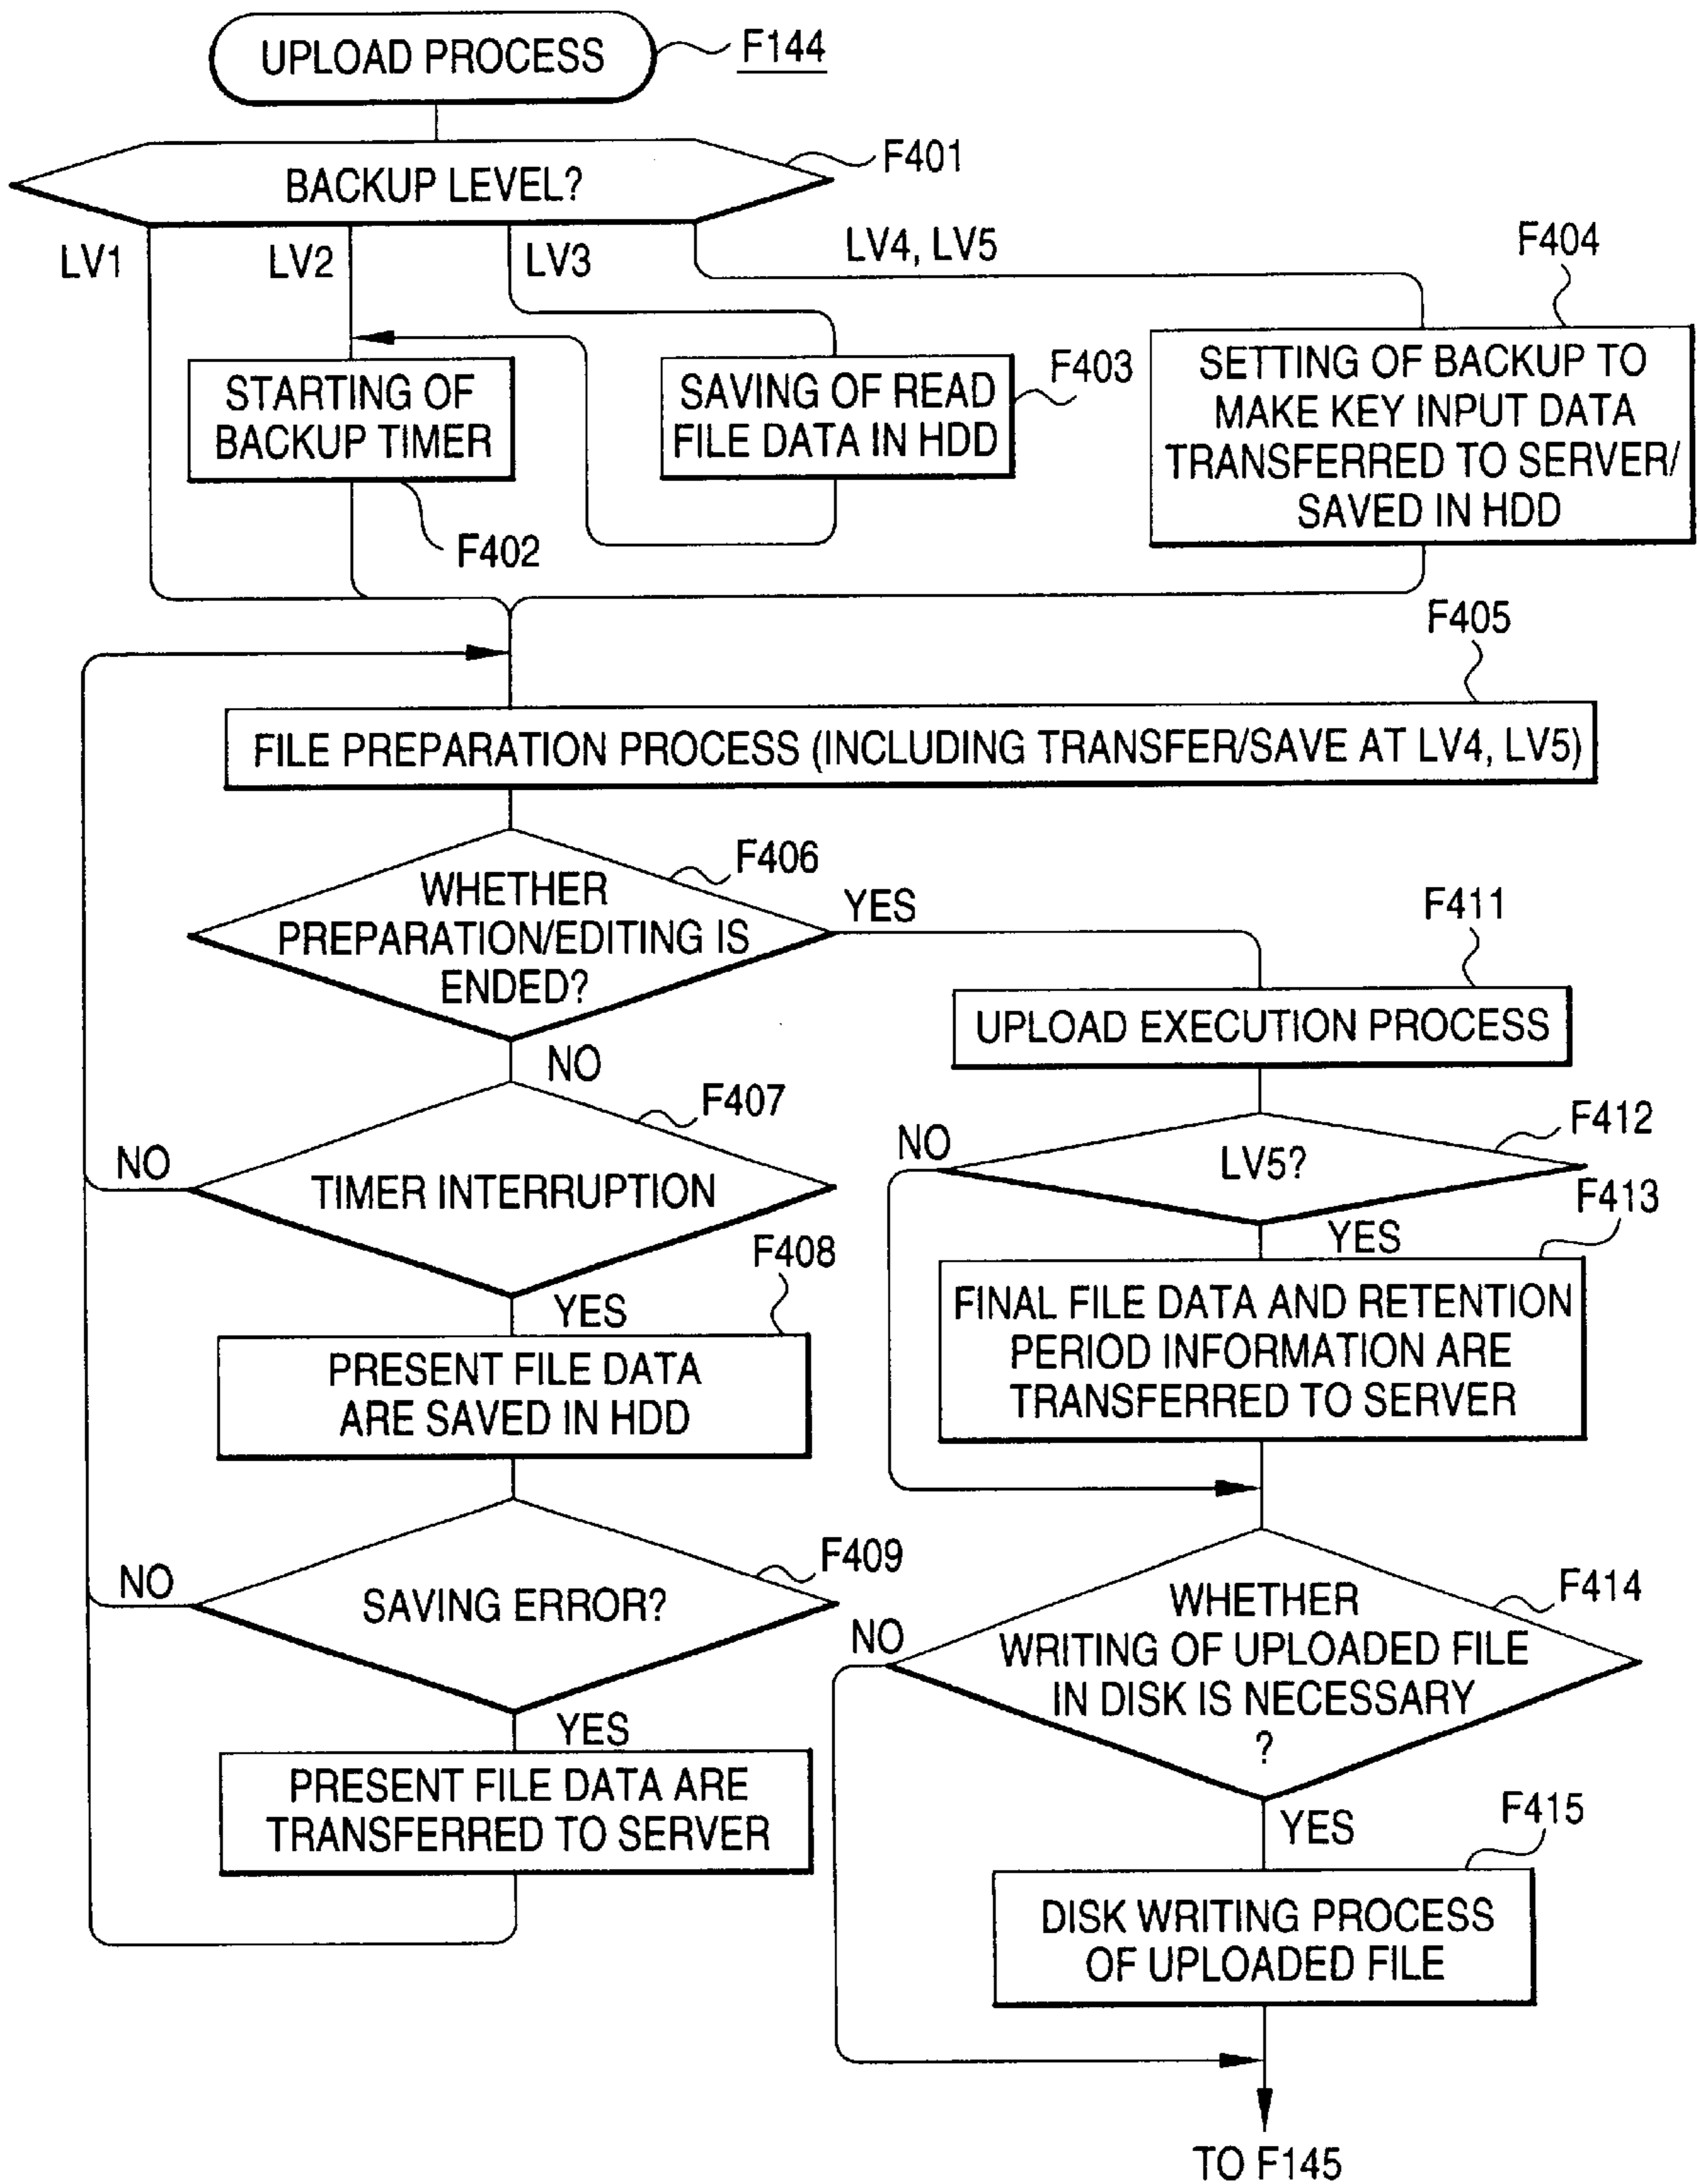 UPLOAD PROCESS
F144
BACKUP LEVEL?
F401
LV1
LV2
LV3
LV4, LV5
F404
STARTING OF
BACKUP TIMER
F402
SAVING OF READ
FILE DATA IN HDD
F403
SETTING OF BACKUP TO
MAKE KEY INPUT DATA
TRANSFERRED TO SERVER/
SAVED IN HDD
F405
FILE PREPARATION PROCESS (INCLUDING TRANSFER/SAVE AT LV4, LV5)
F406
WHETHER
PREPARATION/EDITING IS
ENDED?
YES
NO
F411
UPLOAD EXECUTION PROCESS
F407
TIMER INTERRUPTION
NO
YES
F412
LV5?
NO
YES
F413
FINAL FILE DATA AND RETENTION
PERIOD INFORMATION ARE
TRANSFERRED TO SERVER
F408
PRESENT FILE DATA
ARE SAVED IN HDD
F409
SAVING ERROR?
NO
YES
PRESENT FILE DATA ARE
TRANSFERRED TO SERVER
F414
WHETHER
WRITING OF UPLOADED FILE
IN DISK IS NECESSARY
?
NO
YES
F415
DISK WRITING PROCESS
OF UPLOADED FILE
TO F145